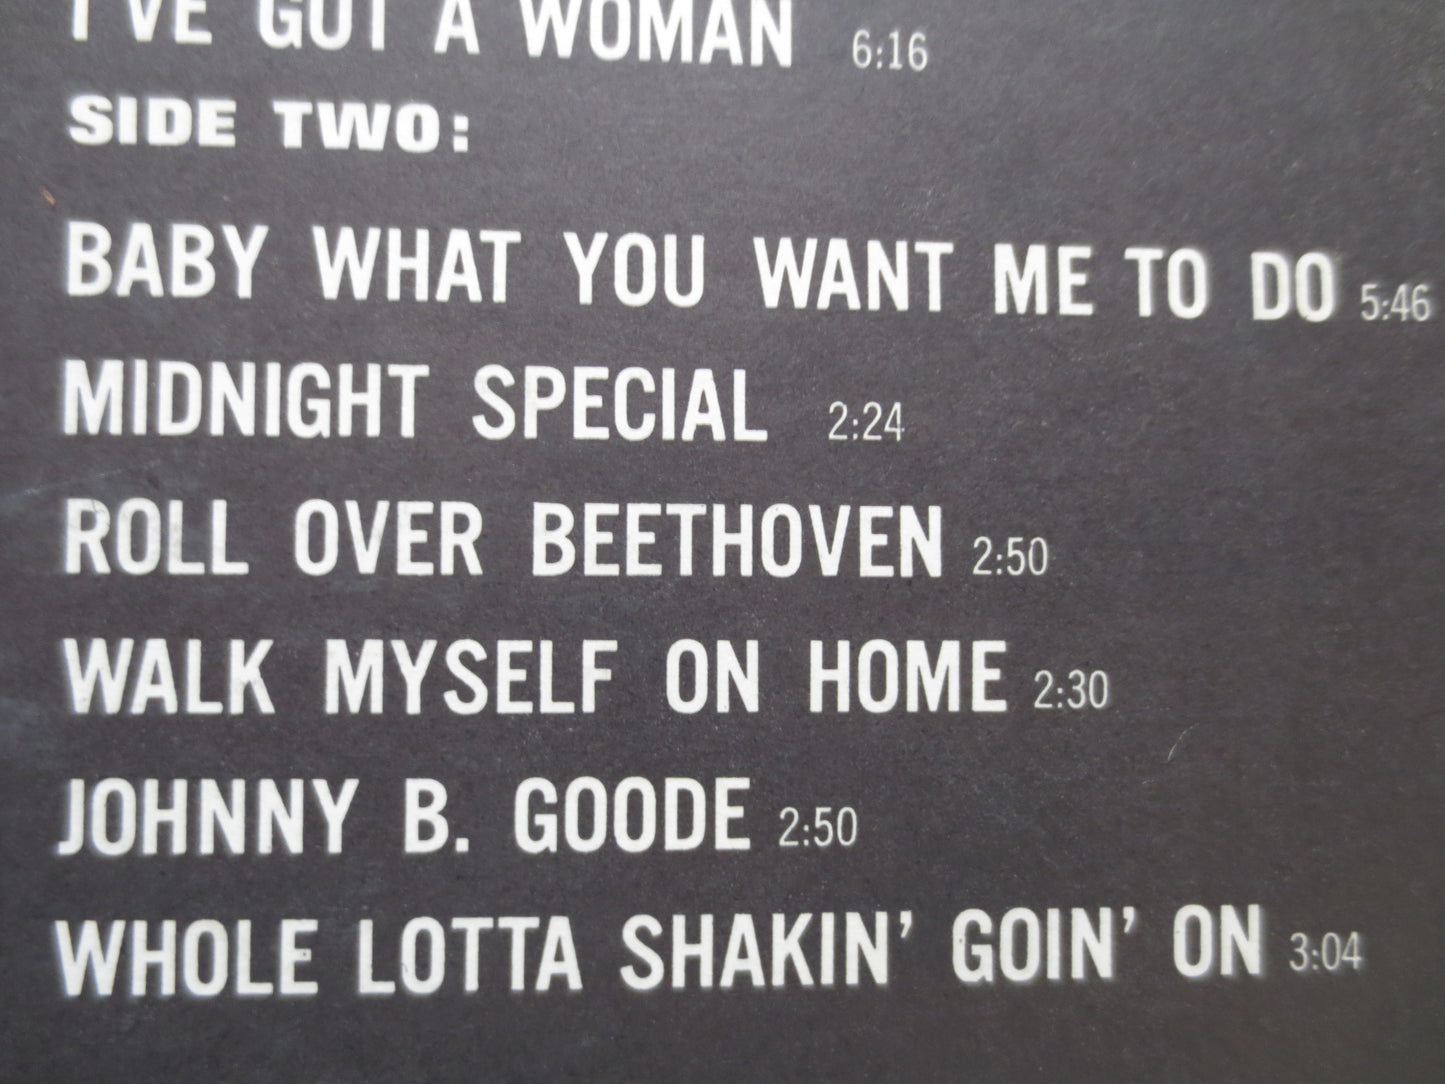 I'VE GOT A WOMAN 6:16
SIDE TWO:
BABY WHAT YOU WANT ME TO DO 5:46
MIDNIGHT SPECIAL 2:24
ROLL OVER BEETHOVEN 2:50
WALK MYSELF ON HOME 2:30
JOHNNY B. GOODE 2:50
WHOLE LOTTA SHAKIN' GOIN' ON 3:04